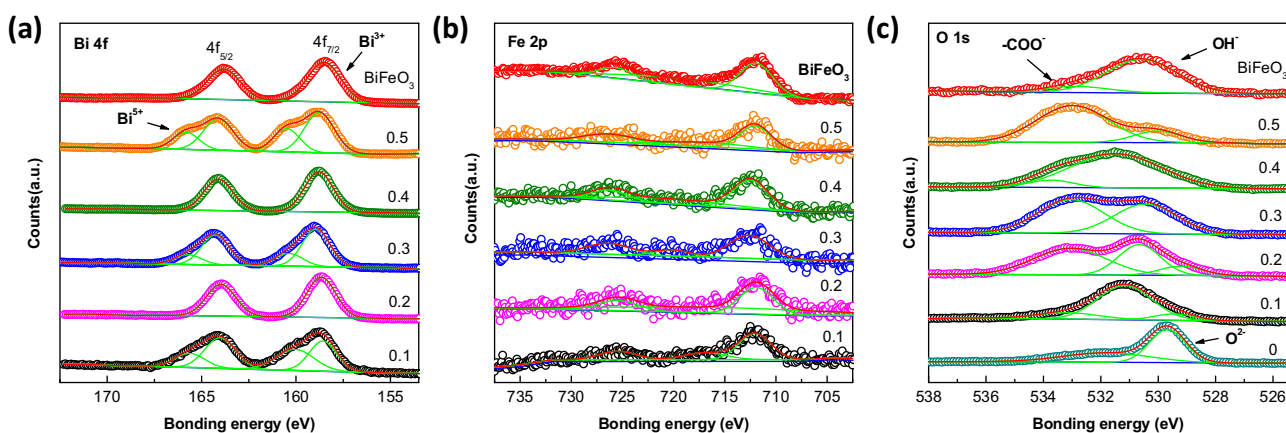 (a)
Bi 4f
4f5/2
4f7/2
Bi3+
BiFeO3
Bi5+
0.5
0.4
0.3
0.2
0.1
Counts(a.u.)
170 165 160 155
Bonding energy (eV)
(b)
Fe 2p
BiFeO3
0.5
0.4
0.3
0.2
0.1
Counts(a.u.)
735 730 725 720 715 710 705
Bonding energy (eV)
(c)
O 1s
-COO-
OH-
BiFeO3
0.5
0.4
0.3
0.2
0.1
O2-
0
Counts(a.u.)
538 536 534 532 530 528 526
Bonding energy (eV)